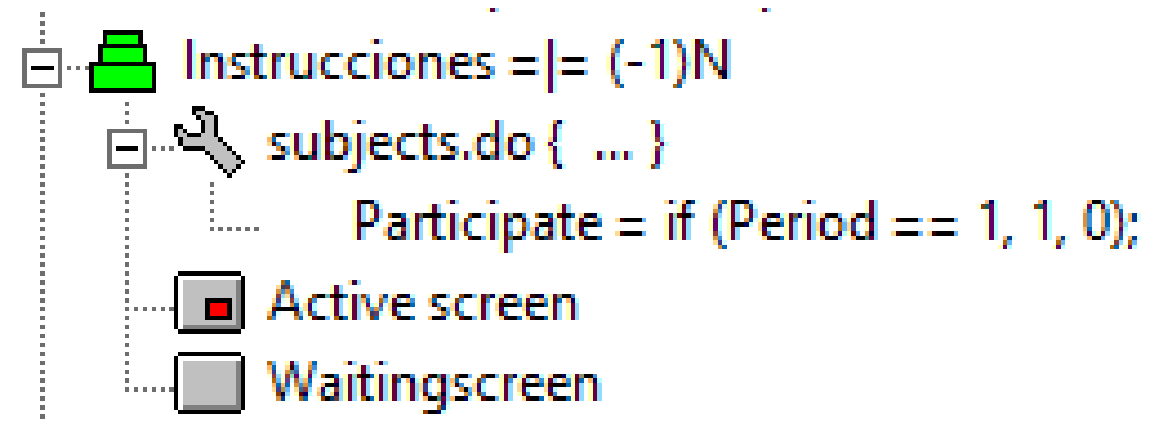 Instrucciones =|= (-1)N
subjects.do { ... }
Participate = if (Period == 1, 1, 0);
Active screen
Waitingscreen